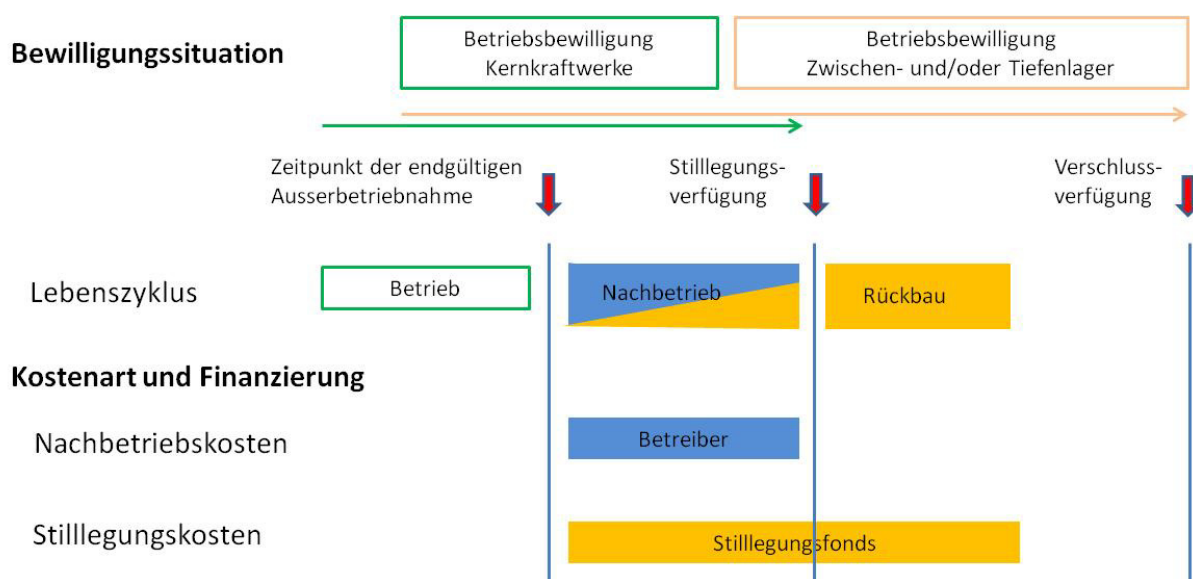 Bewilligungssituation
Betriebsbewilligung
Kernkraftwerke
Betriebsbewilligung
Zwischen- und/oder Tiefenlager
Zeitpunkt der endgültigen
Ausserbetriebnahme
Stilllegungs-
verfügung
Verschluss-
verfügung
Lebenszyklus
Betrieb
Nachbetrieb
Rückbau
Kostenart und Finanzierung
Nachbetriebskosten
Betreiber
Stilllegungskosten
Stilllegungsfonds